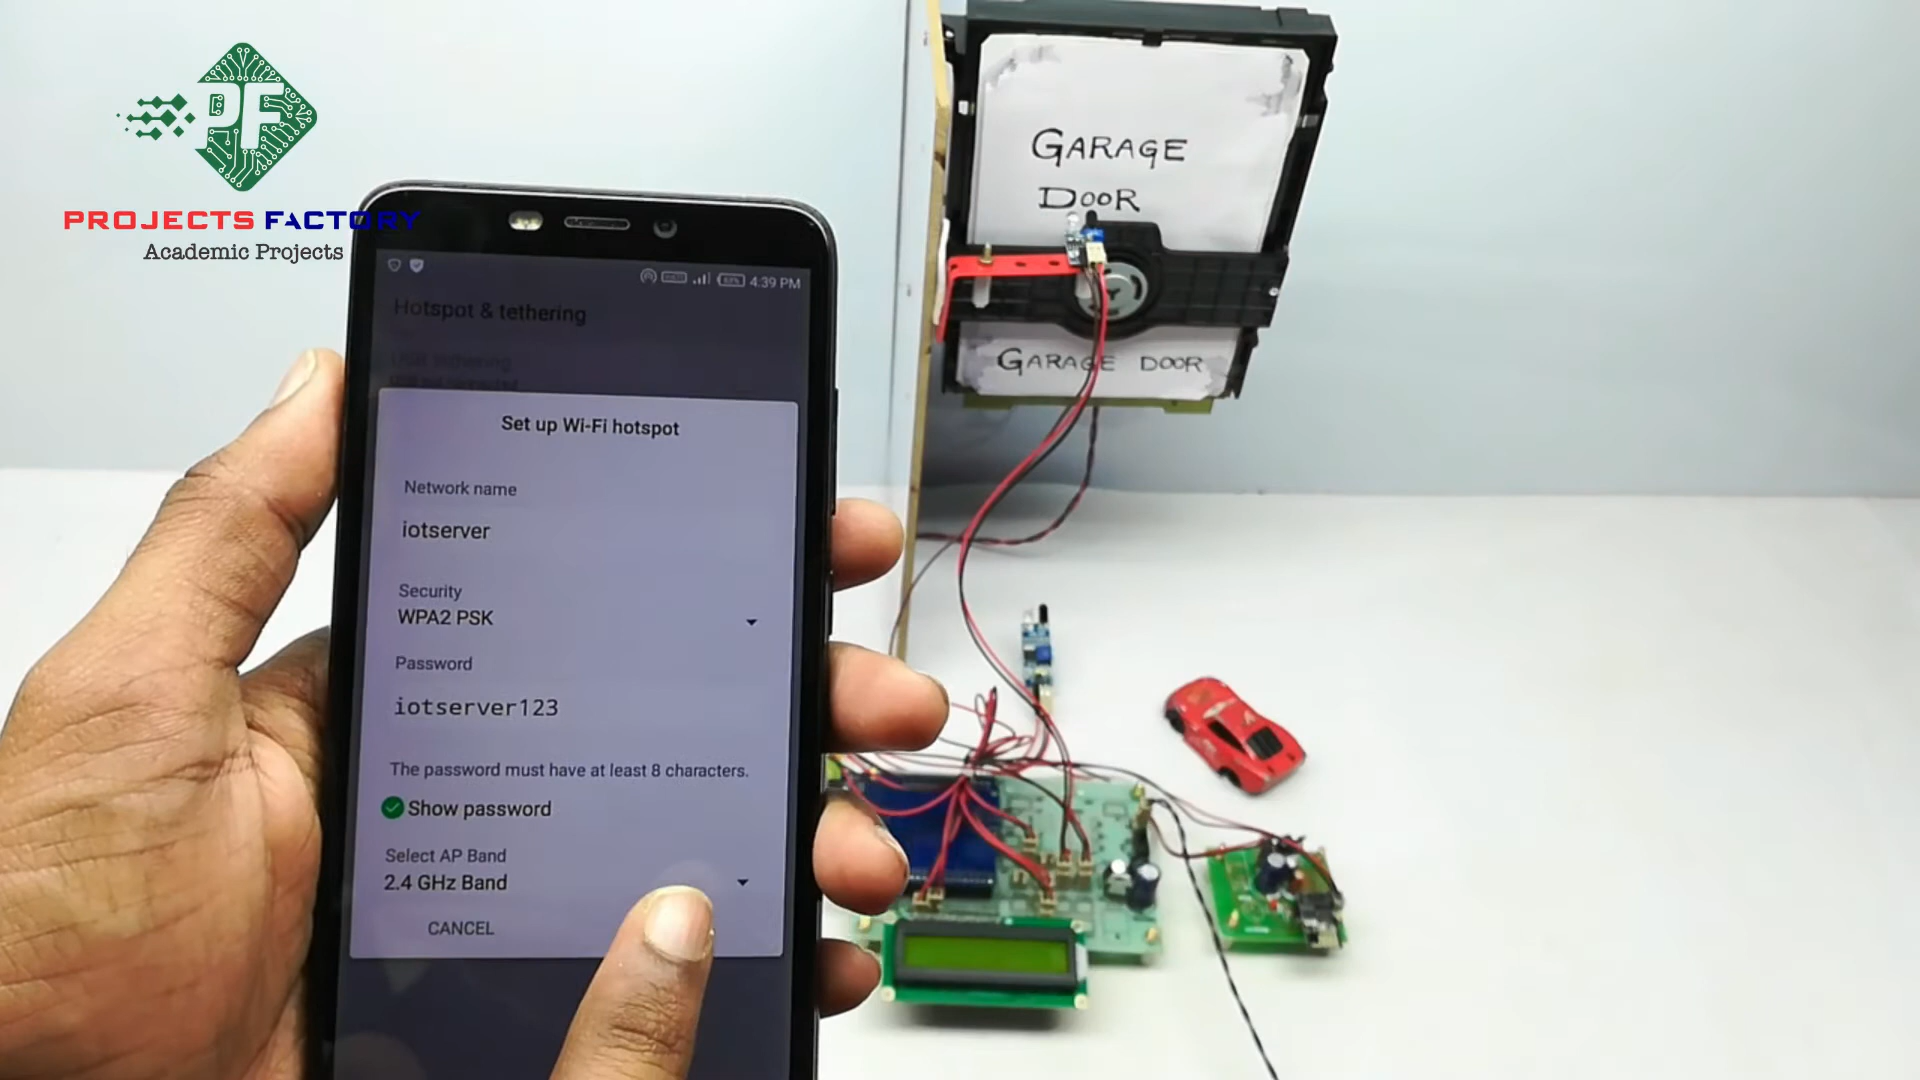 PF
PROJECTS FACTORY
Academic Projects
4:39 PM
Hotspot & tethering
Set up Wi-Fi hotspot
Network name
iotserver
Security
WPA2 PSK
Password
iotserver123
The password must have at least 8 characters.
Show password
Select AP Band
2.4 GHz Band
CANCEL
GARAGE
DOOR
GARAGE DOOR